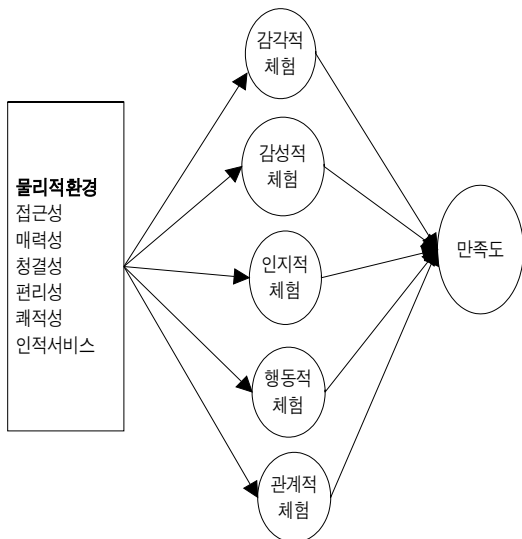 물리적환경
접근성
매력성
청결성
편리성
쾌적성
인적서비스
감각적
체험
감성적
체험
인지적
체험
행동적
체험
관계적
체험
만족도